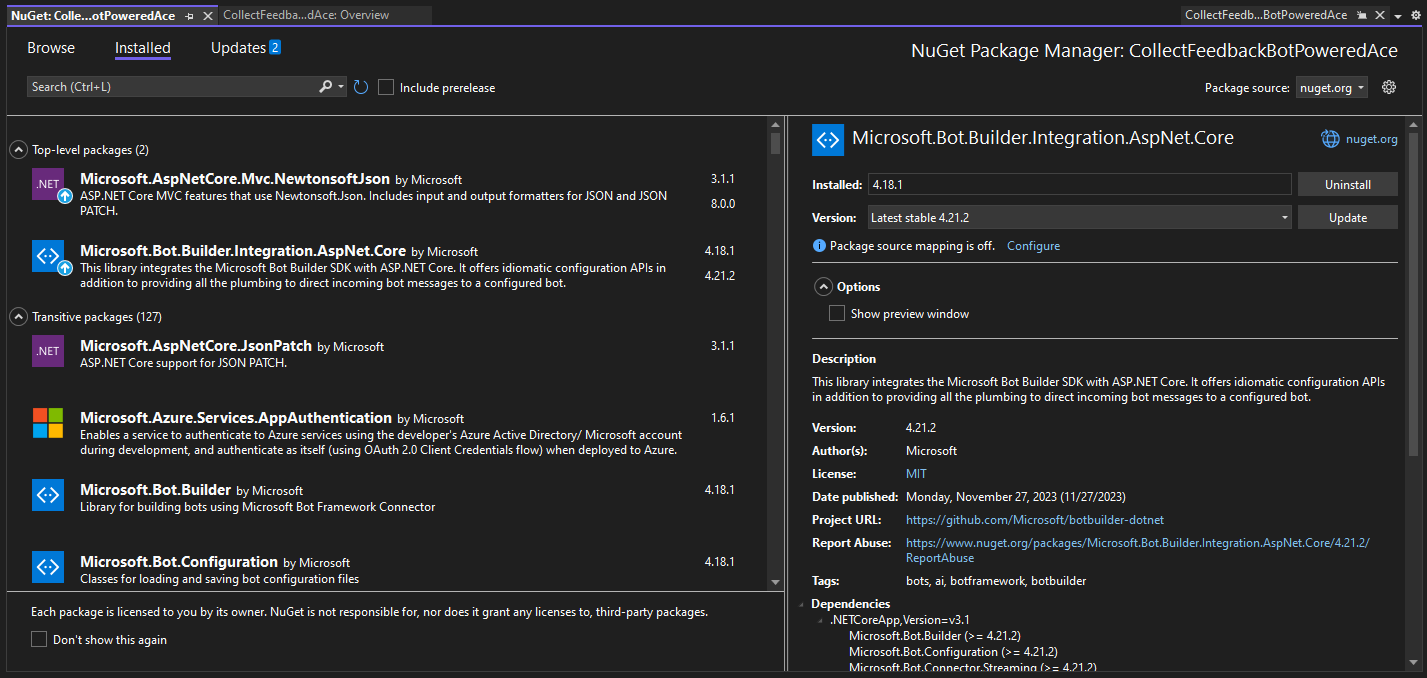 NuGet: Colle...otPoweredAce
CollectFeedba...dAce: Overview
CollectFeedb...BotPoweredAce
Browse
Installed
Updates 2
NuGet Package Manager: CollectFeedbackBotPoweredAce
Search (Ctrl+L)
Include prerelease
Package source: nuget.org
Top-level packages (2)
.NET
Microsoft.AspNetCore.Mvc.NewtonsoftJson by Microsoft
3.1.1
ASP.NET Core MVC features that use Newtonsoft.Json. Includes input and output formatters for JSON and JSON
PATCH.
8.0.0
Microsoft.Bot.Builder.Integration.AspNet.Core by Microsoft
4.18.1
This library integrates the Microsoft Bot Builder SDK with ASP.NET Core. It offers idiomatic configuration APIs in
addition to providing all the plumbing to direct incoming bot messages to a configured bot.
4.21.2
Transitive packages (127)
.NET
Microsoft.AspNetCore.JsonPatch by Microsoft
3.1.1
ASP.NET Core support for JSON PATCH.
Microsoft.Azure.Services.AppAuthentication by Microsoft
1.6.1
Enables a service to authenticate to Azure services using the developer's Azure Active Directory/ Microsoft account
during development, and authenticate as itself (using OAuth 2.0 Client Credentials flow) when deployed to Azure.
Microsoft.Bot.Builder by Microsoft
4.18.1
Library for building bots using Microsoft Bot Framework Connector
Microsoft.Bot.Configuration by Microsoft
4.18.1
Classes for loading and saving bot configuration files
Each package is licensed to you by its owner. NuGet is not responsible for, nor does it grant any licenses to, third-party packages.
Don't show this again
Microsoft.Bot.Builder.Integration.AspNet.Core
nuget.org
Installed: 4.18.1
Uninstall
Version: Latest stable 4.21.2
Update
Package source mapping is off. Configure
Options
Show preview window
Description
This library integrates the Microsoft Bot Builder SDK with ASP.NET Core. It offers idiomatic configuration APIs
in addition to providing all the plumbing to direct incoming bot messages to a configured bot.
Version: 4.21.2
Author(s): Microsoft
License: MIT
Date published: Monday, November 27, 2023 (11/27/2023)
Project URL: https://github.com/Microsoft/botbuilder-dotnet
Report Abuse: https://www.nuget.org/packages/Microsoft.Bot.Builder.Integration.AspNet.Core/4.21.2/
ReportAbuse
Tags: bots, ai, botframework, botbuilder
Dependencies
.NETCoreApp,Version=v3.1
Microsoft.Bot.Builder (>= 4.21.2)
Microsoft.Bot.Configuration (>= 4.21.2)
Microsoft.Bot.Connector.Streaming (>= 4.21.2)